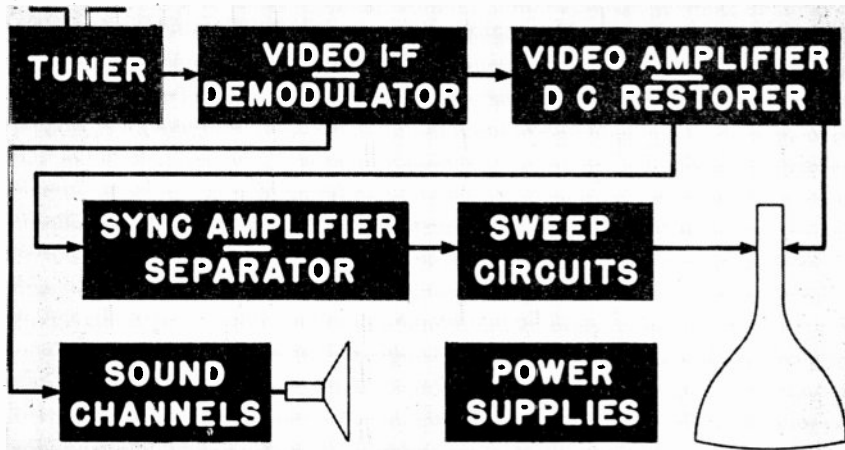 TUNER
VIDEO I-F
DEMODULATOR
VIDEO AMPLIFIER
D C RESTORER
SYNC AMPLIFIER
SEPARATOR
SWEEP
CIRCUITS
SOUND
CHANNELS
POWER
SUPPLIES